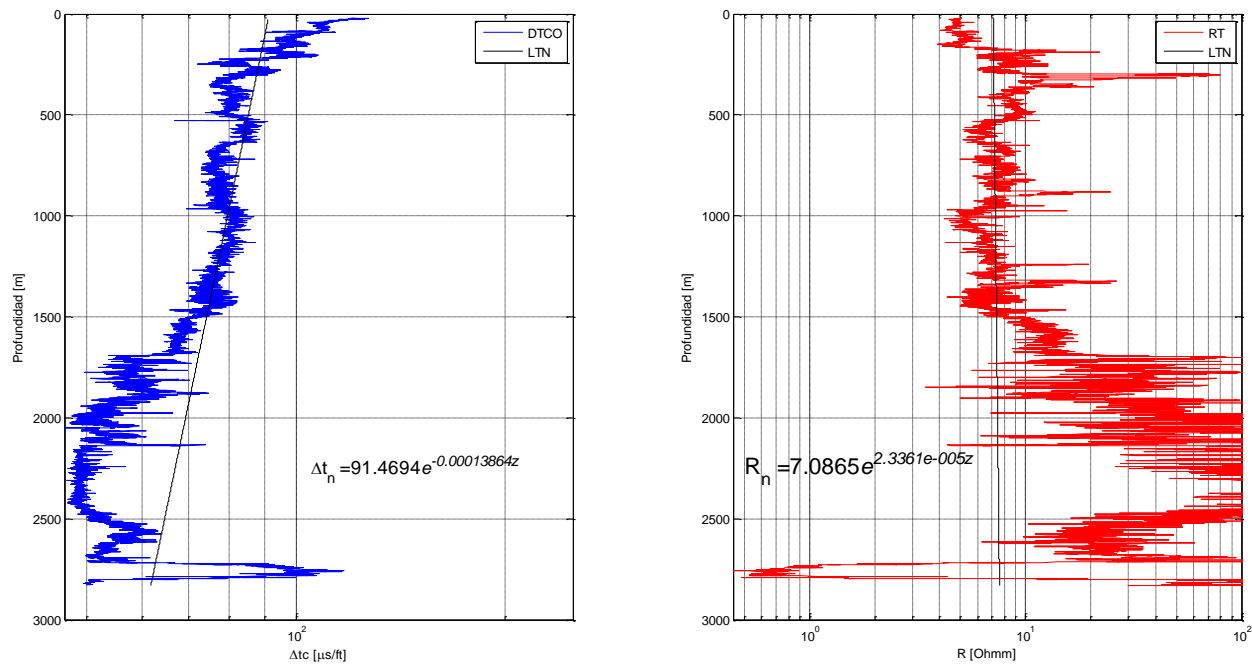 0
500
1000
1500
2000
2500
3000
Profundidad [m]
DTCO
LTN
Δt_n =91.4694e^-0.00013864z
10^2
Δtc [μs/ft]
0
500
1000
1500
2000
2500
3000
Profundidad [m]
RT
LTN
R_n =7.0865e^2.3361e-005z
10^0
10^1
10^2
R [Ohmm]